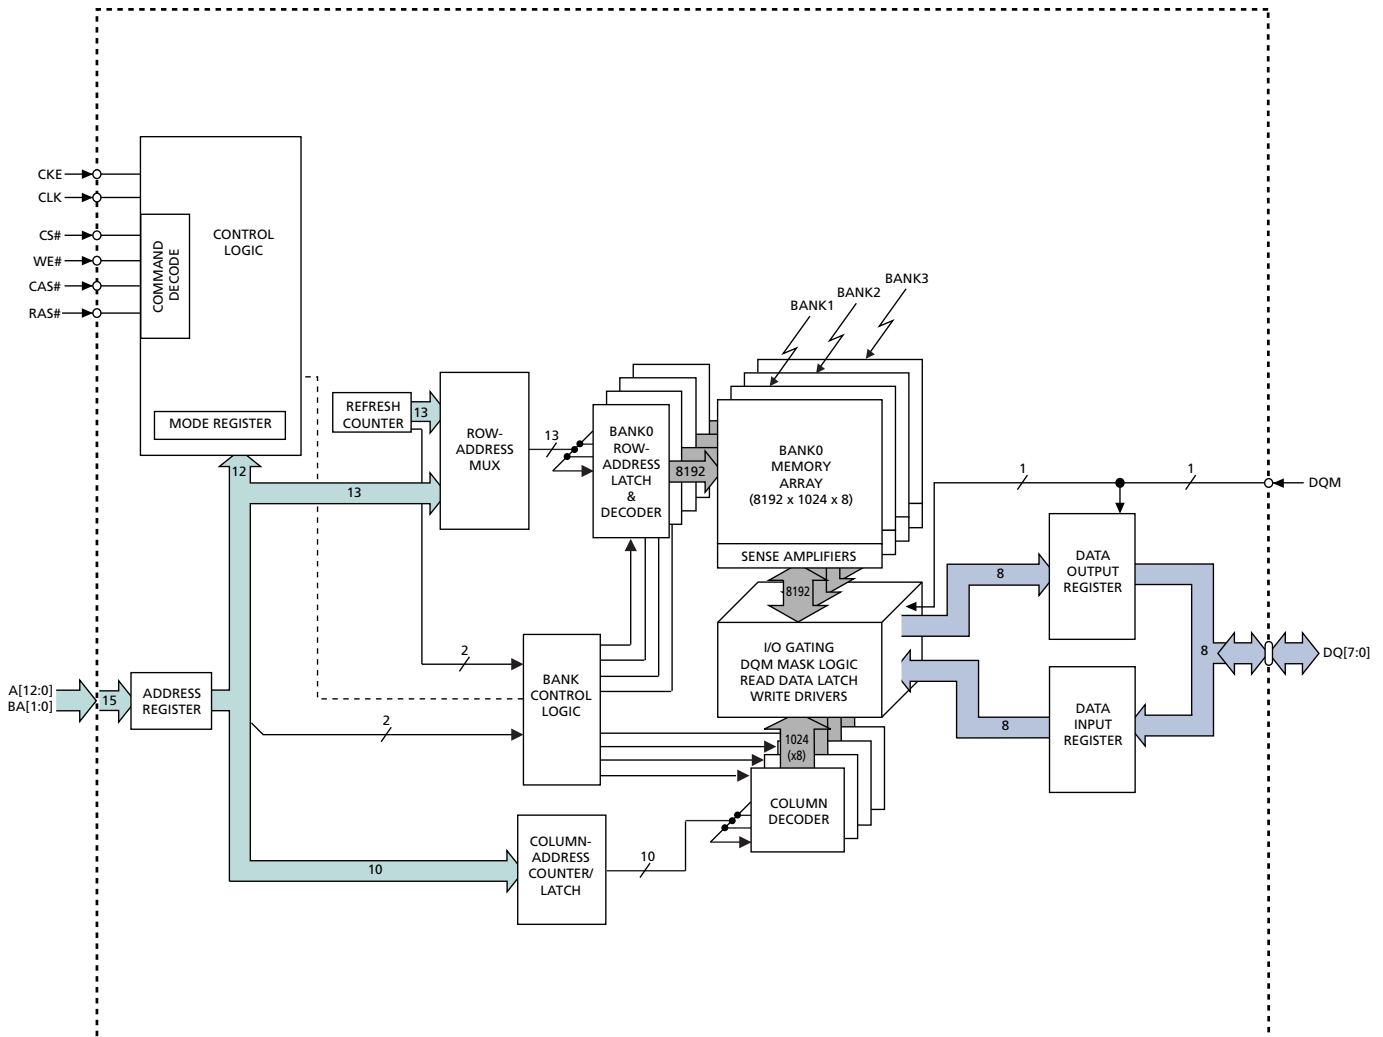 CKE
CLK
CS#
WE#
CAS#
RAS#
COMMAND
DECODE
CONTROL
LOGIC
MODE REGISTER
12
BANK1
BANK2
BANK3
REFRESH
COUNTER
13
13
ROW-
ADDRESS
MUX
13
BANK0
ROW-
ADDRESS
LATCH
&
DECODER
8192
BANK0
MEMORY
ARRAY
(8192 x 1024 x 8)
SENSE AMPLIFIERS
8192
1
1
DQM
DATA
OUTPUT
REGISTER
8
I/O GATING
DQM MASK LOGIC
READ DATA LATCH
WRITE DRIVERS
8
DATA
INPUT
REGISTER
8
DQ[7:0]
A[12:0]
BA[1:0]
15
ADDRESS
REGISTER
2
2
BANK
CONTROL
LOGIC
1024
(x8)
COLUMN
DECODER
10
COLUMN-
ADDRESS
COUNTER/
LATCH
10